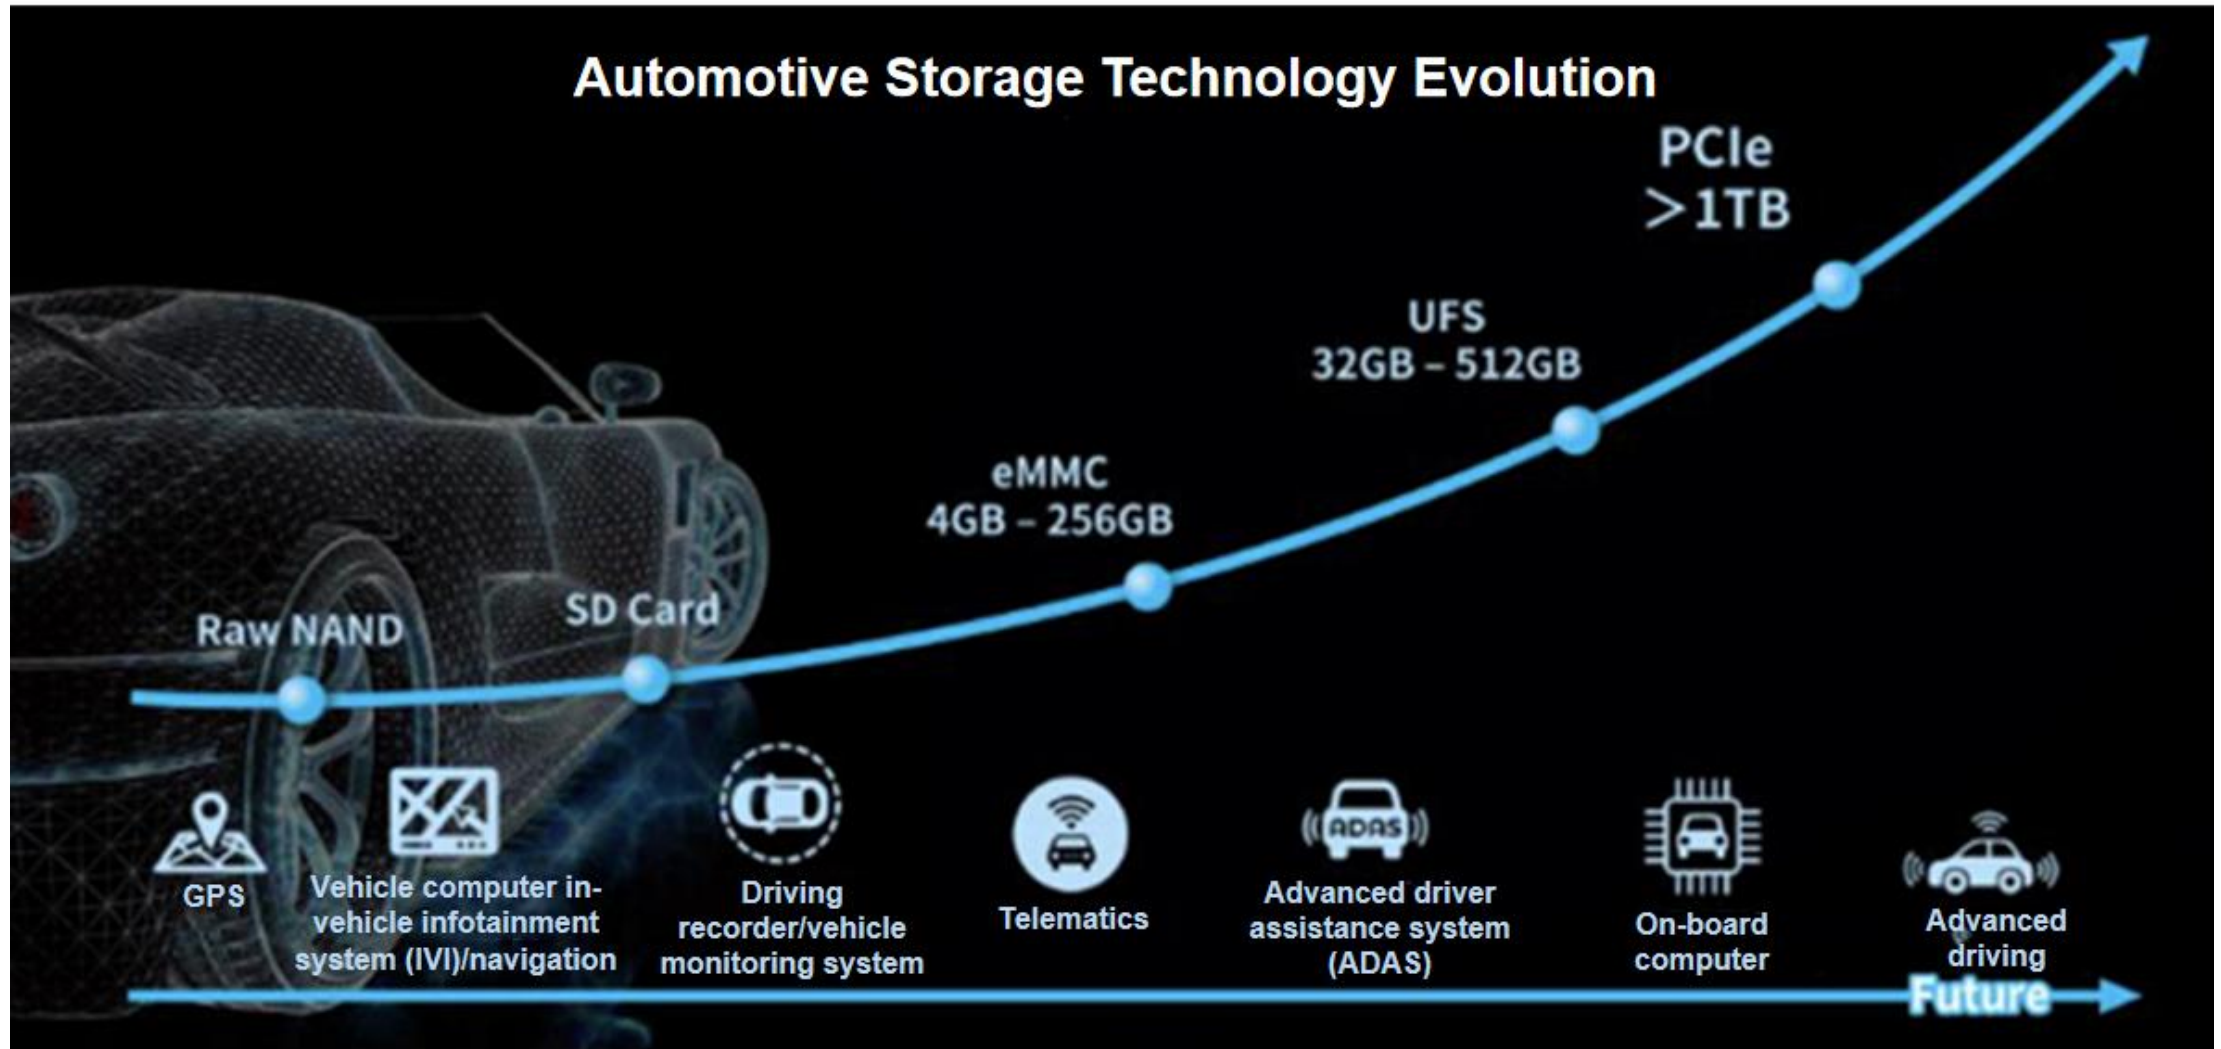 Automotive Storage Technology Evolution
PCIe
>1TB
UFS
32GB – 512GB
eMMC
4GB – 256GB
SD Card
Raw NAND
GPS
Vehicle computer in-
vehicle infotainment
system (IVI)/navigation
Driving
recorder/vehicle
monitoring system
Telematics
ADAS
Advanced driver
assistance system
(ADAS)
On-board
computer
Advanced
driving
Future